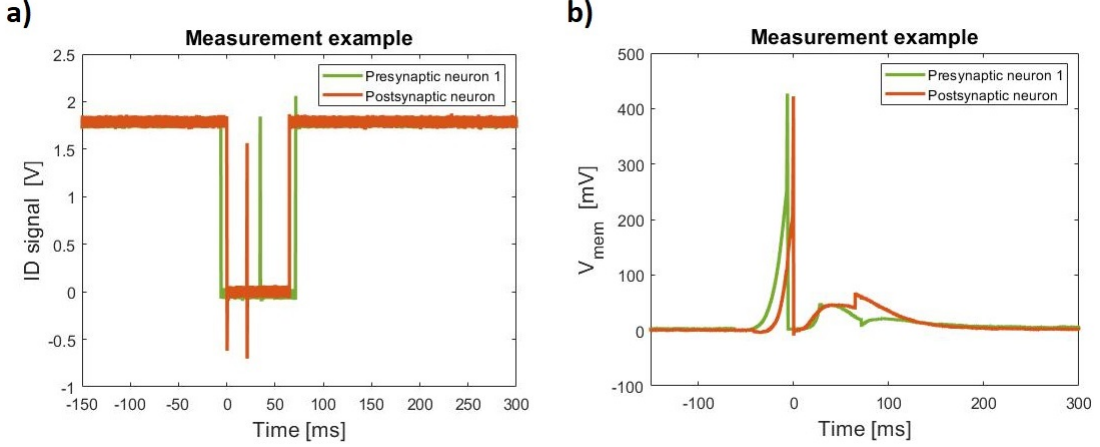 a)
Measurement example
Presynaptic neuron 1
Postsynaptic neuron
2.5
2
1.5
1
0.5
0
-0.5
-1
ID signal [V]
-150 -100 -50 0 50 100 150 200 250 300
Time [ms]
b)
Measurement example
Presynaptic neuron 1
Postsynaptic neuron
500
400
300
200
100
0
-100
Vmem [mV]
-100 0 100 200 300
Time [ms]